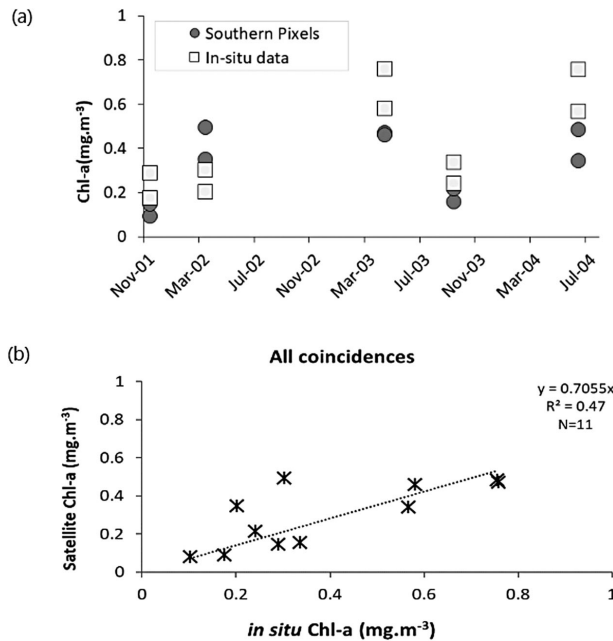 (a)
Southern Pixels
In-situ data
Chl-a(mg.m⁻³)
1
0.8
0.6
0.4
0.2
0
Nov-01
Mar-02
Jul-02
Nov-02
Mar-03
Jul-03
Nov-03
Mar-04
Jul-04
(b)
All coincidences
y = 0.7055x
R² = 0.47
N=11
Satellite Chl-a (mg.m⁻³)
1
0.8
0.6
0.4
0.2
0
0
0.2
0.4
0.6
0.8
1
in situ Chl-a (mg.m⁻³)